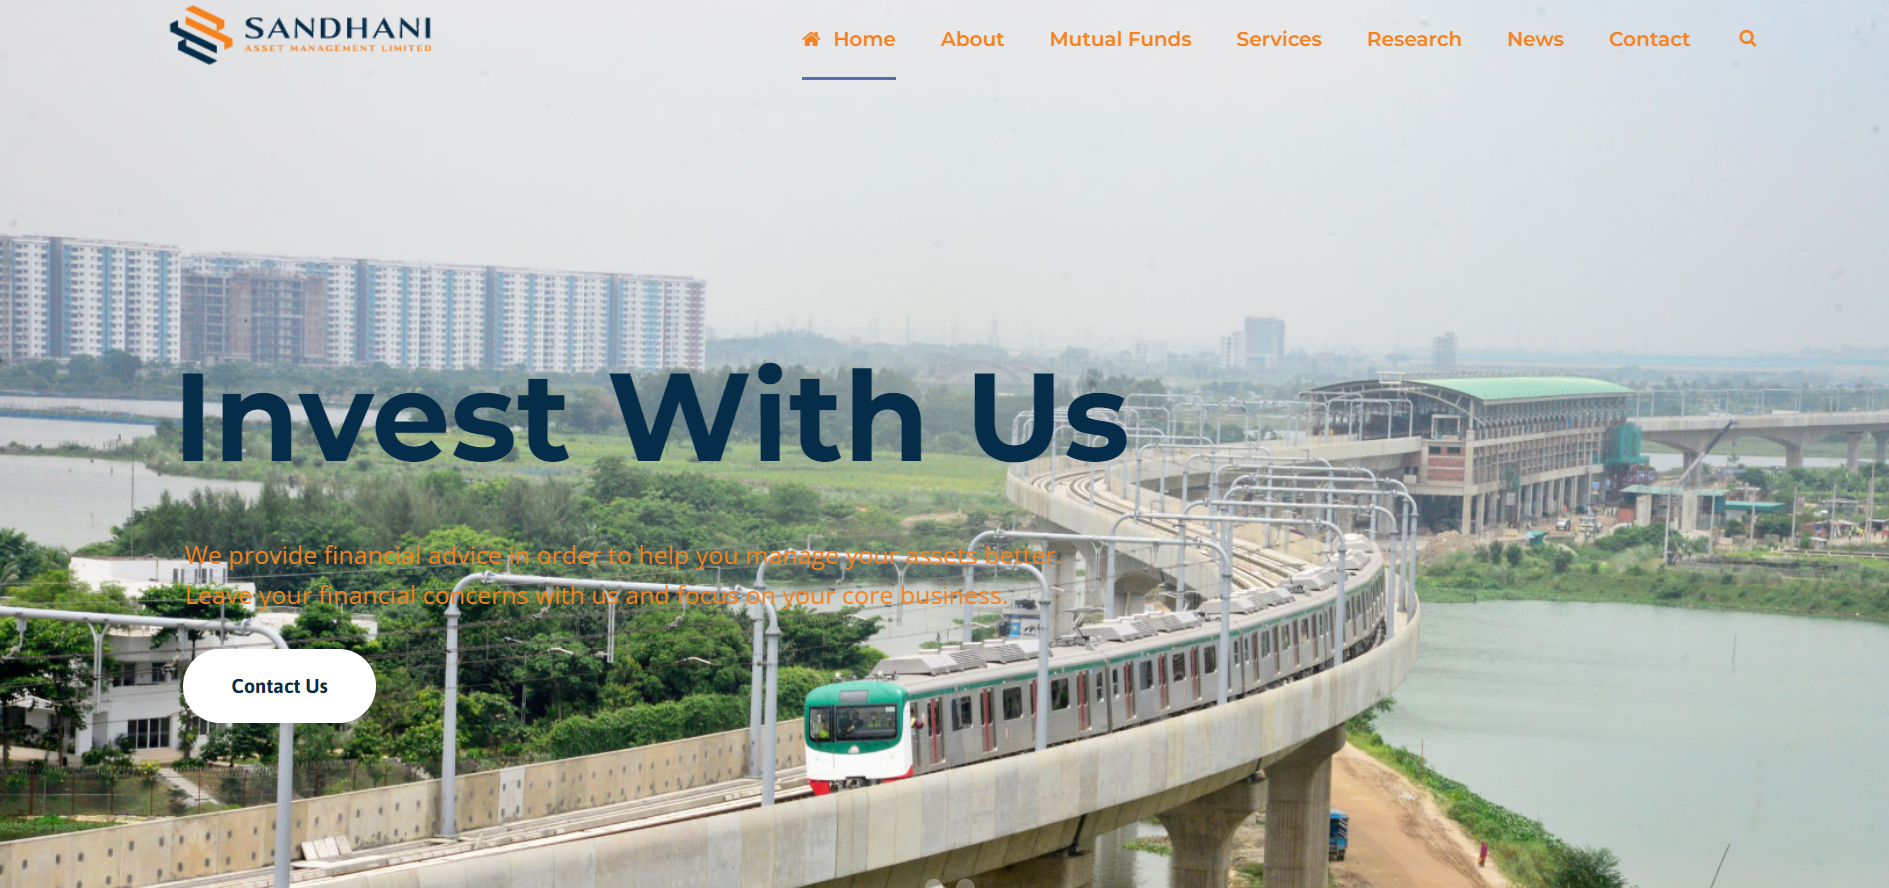 SANDHANI
ASSET MANAGEMENT LIMITED
Home About Mutual Funds Services Research News Contact
Invest With Us
We provide financial advice in order to help you manage your assets better.
Leave your financial concerns with us and focus on your core business.
Contact Us